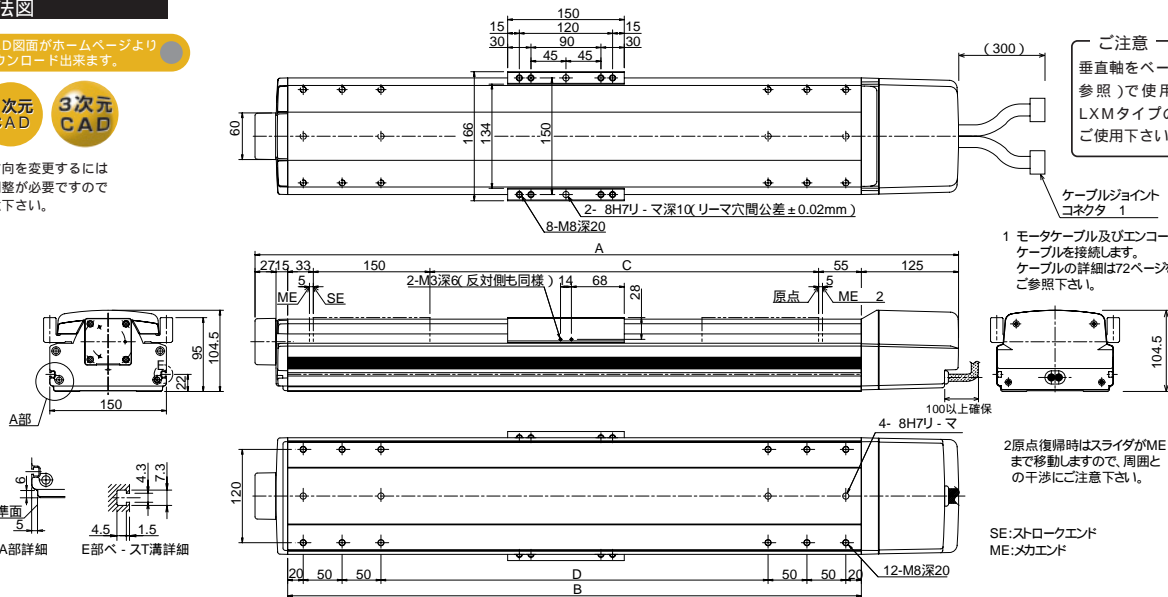 法図
D図面がホームページより
ウンロード出来ます。
次元
CAD
3次元
CAD
向を変更するには
整が必要ですので
下さい。
150
15
120
15
30
90
30
45
45
60
166
134
150
2- 8H7リ - マ深10(リーマ穴間公差±0.02mm)
8-M8深20
(300)
ご注意
垂直軸をベー
参照)で使用
LXMタイプの
ご使用下さい
ケーブルジョイント
コネクタ 1
1 モータケーブル及びエンコー
ケーブルを接続します。
ケーブルの詳細は72ページを
ご参照下さい。
A
27
15
33
150
C
55
125
5
ME
SE
2-M3深6(反対側も同様)
14
68
28
原点
5
ME 2
95
104.5
22
E
150
A部
100以上確保
104.5
4- 8H7リ - マ
2原点復帰時はスライダがME
まで移動しますので、周囲と
の干渉にご注意下さい。
6
準面
5
A部詳細
4.3
7.3
4.5
1.5
E部ベ - スT溝詳細
120
20
50
50
D
50
50
20
B
12-M8深20
SE:ストロークエンド
ME:メカエンド